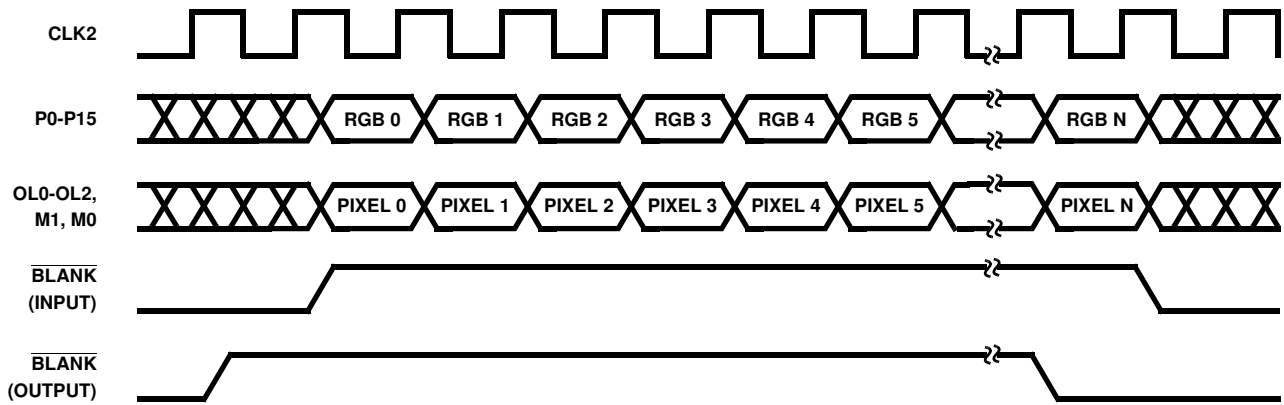 CLK2
P0-P15
RGB 0 RGB 1 RGB 2 RGB 3 RGB 4 RGB 5 RGB N
OL0-OL2,
M1, M0
PIXEL 0 PIXEL 1 PIXEL 2 PIXEL 3 PIXEL 4 PIXEL 5 PIXEL N
BLANK
(INPUT)
BLANK
(OUTPUT)